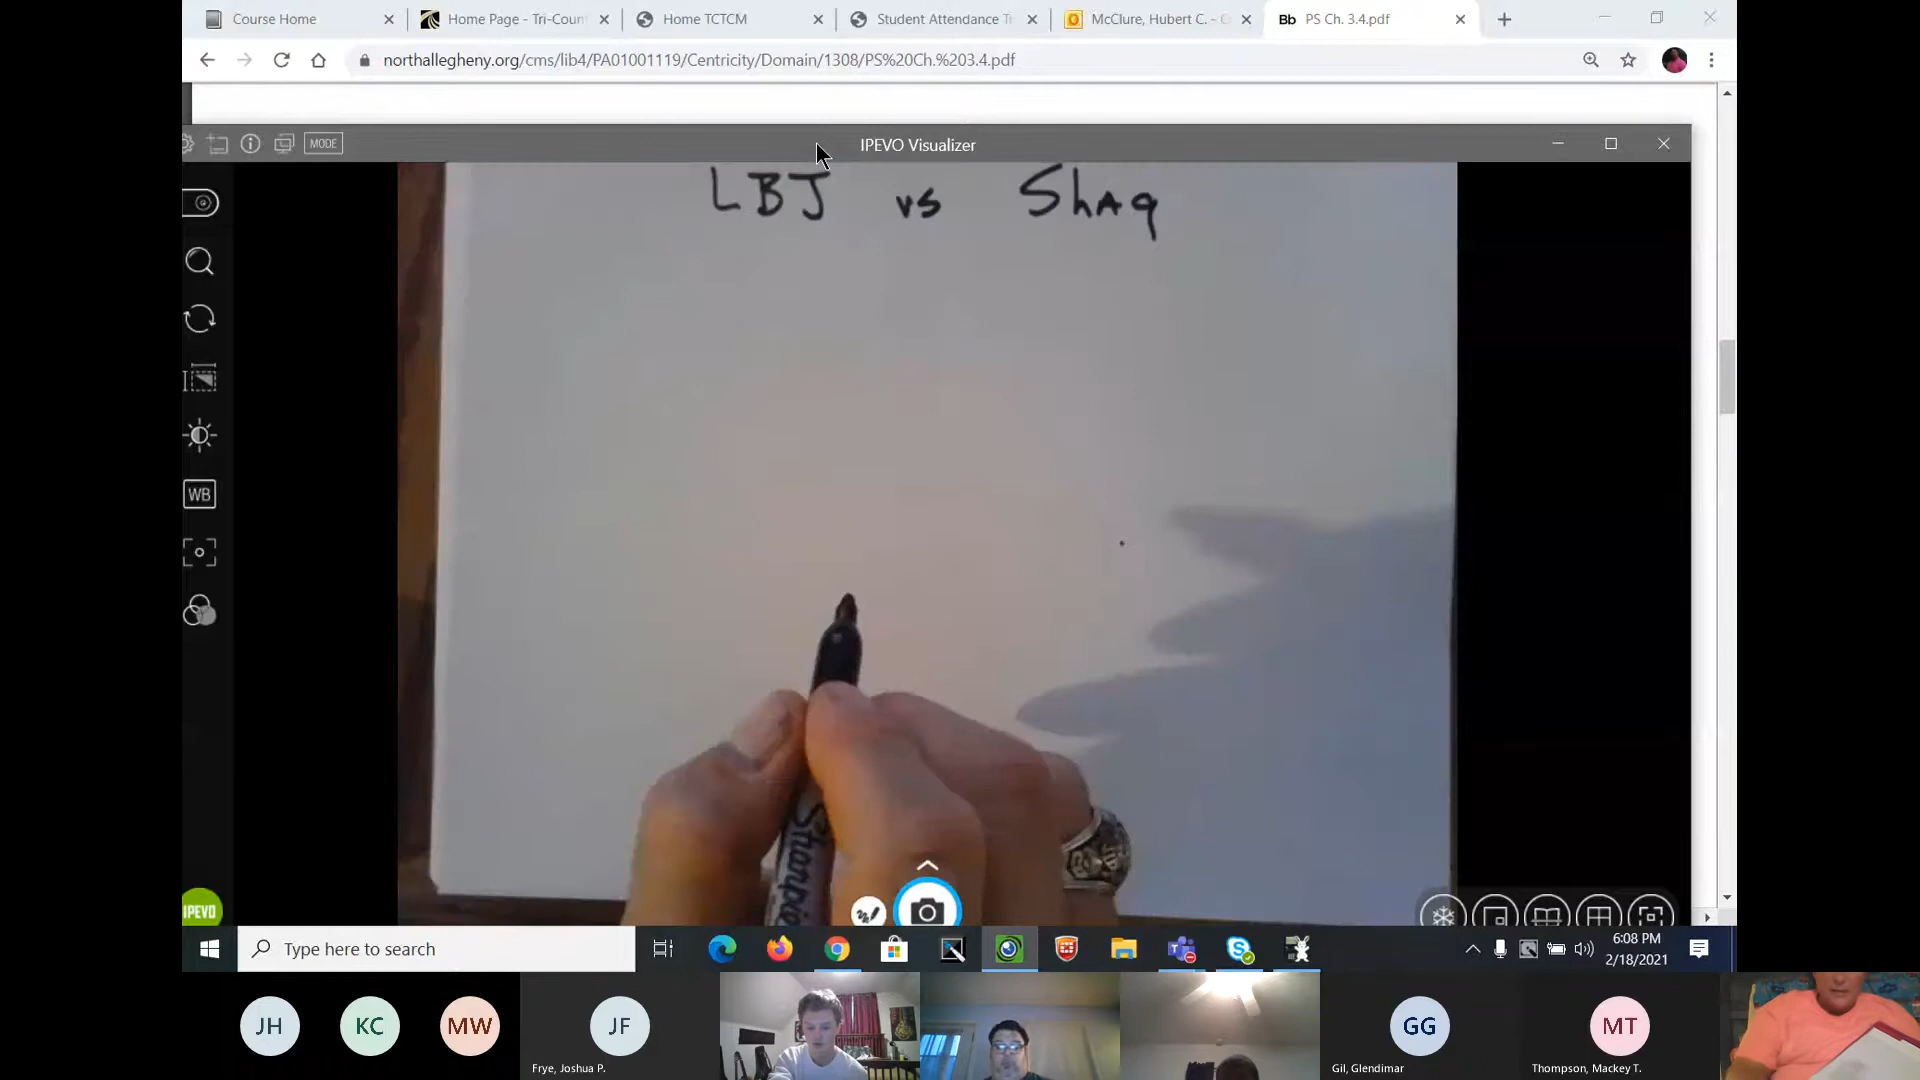 Course Home
Home Page - Tri-Coun
Home TCTCM
Student Attendance T
McClure, Hubert C. - O
Bb PS Ch. 3.4.pdf
northallegheny.org/cms/lib4/PA01001119/Centricity/Domain/1308/PS%20Ch.%203.4.pdf
MODE
IPEVO Visualizer
LBJ vs ShAq
WB
Sharpie
IPEVO
Type here to search
6:08 PM
2/18/2021
JH KC MW JF GG MT
Frye, Joshua P.
Gil, Glendimar
Thompson, Mackey T.